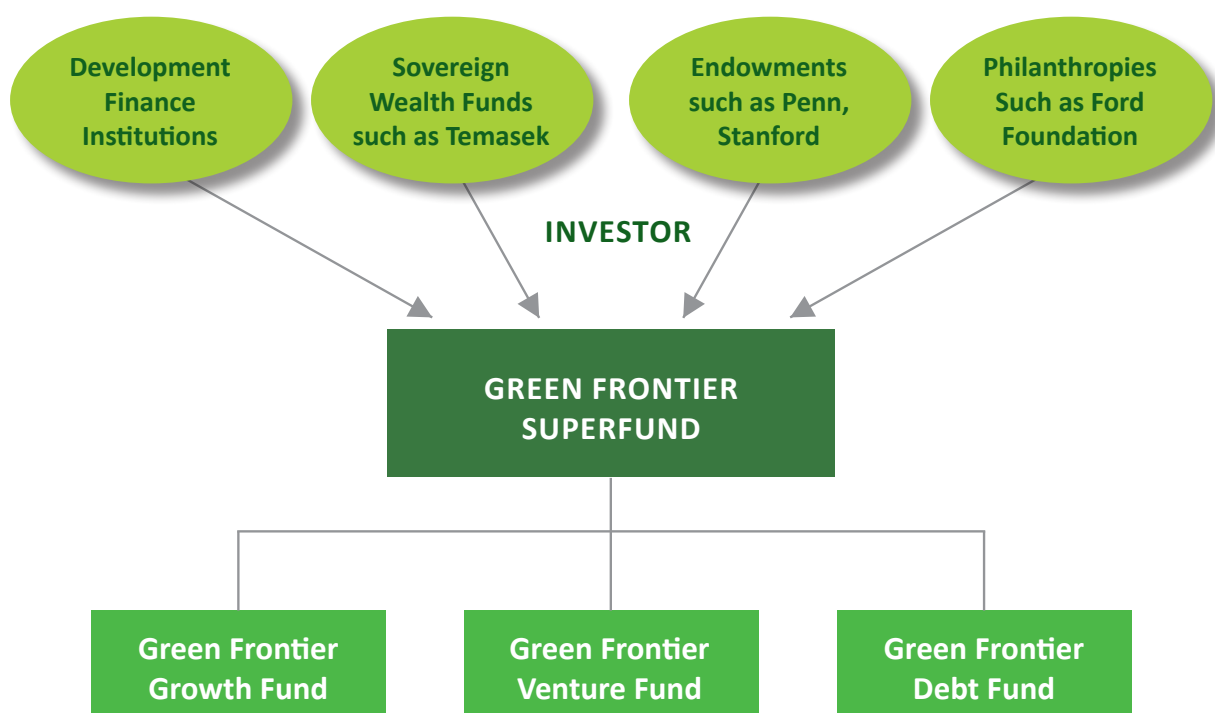 Development
Finance
Institutions
Sovereign
Wealth Funds
such as Temasek
Endowments
such as Penn,
Stanford
Philanthropies
Such as Ford
Foundation
INVESTOR
GREEN FRONTIER
SUPERFUND
Green Frontier
Growth Fund
Green Frontier
Venture Fund
Green Frontier
Debt Fund